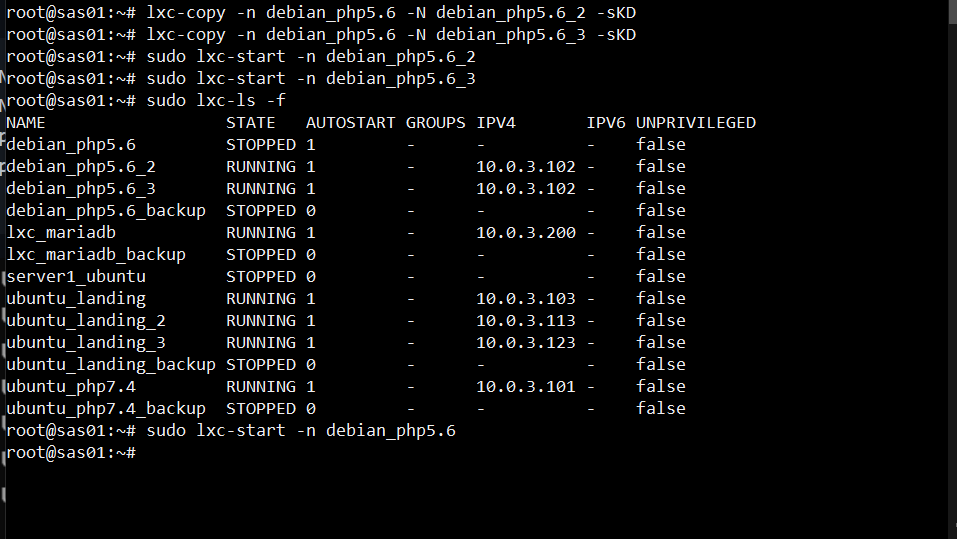 root@sas01:~# lxc-copy -n debian_php5.6 -N debian_php5.6_2 -sKD
root@sas01:~# lxc-copy -n debian_php5.6 -N debian_php5.6_3 -sKD
root@sas01:~# sudo lxc-start -n debian_php5.6_2
root@sas01:~# sudo lxc-start -n debian_php5.6_3
root@sas01:~# sudo lxc-ls -f
NAME                  STATE   AUTOSTART GROUPS IPV4       IPV6 UNPRIVILEGED
debian_php5.6         STOPPED 1         -      -          -    false
debian_php5.6_2       RUNNING 1         -      10.0.3.102 -    false
debian_php5.6_3       RUNNING 1         -      10.0.3.102 -    false
debian_php5.6_backup  STOPPED 0         -      -          -    false
lxc_mariadb           RUNNING 1         -      10.0.3.200 -    false
lxc_mariadb_backup    STOPPED 0         -      -          -    false
server1_ubuntu        STOPPED 0         -      -          -    false
ubuntu_landing        RUNNING 1         -      10.0.3.103 -    false
ubuntu_landing_2      RUNNING 1         -      10.0.3.113 -    false
ubuntu_landing_3      RUNNING 1         -      10.0.3.123 -    false
ubuntu_landing_backup STOPPED 0         -      -          -    false
ubuntu_php7.4         RUNNING 1         -      10.0.3.101 -    false
ubuntu_php7.4_backup  STOPPED 0         -      -          -    false
root@sas01:~# sudo lxc-start -n debian_php5.6
root@sas01:~#